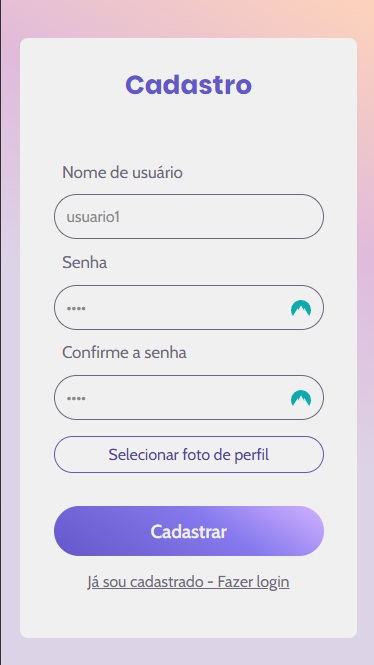 Cadastro
Nome de usuário
usuario1
Senha
••••
Confirme a senha
••••
Selecionar foto de perfil
Cadastrar
Já sou cadastrado - Fazer login